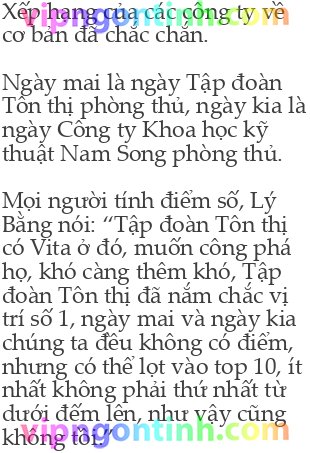 Xếp hạng của các công ty về
cơ bản đã chắc chắn.
Ngày mai là ngày Tập đoàn
Tôn thị phòng thủ, ngày kia là
ngày Công ty Khoa học kỹ
thuật Nam Song phòng thủ.
Mọi người tính điểm số, Lý
Bằng nói: “Tập đoàn Tôn thị
có Vita ở đó, muốn công phá
họ, khó càng thêm khó, Tập
đoàn Tôn thị đã nắm chắc vị
trí số 1, ngày mai và ngày kia
chúng ta đều không có điểm,
nhưng có thể lọt vào top 10, ít
nhất không phải thứ nhất từ
dưới đếm lên, như vậy cũng
không tồi.”
vipngontinh.com
vipngontinh.com